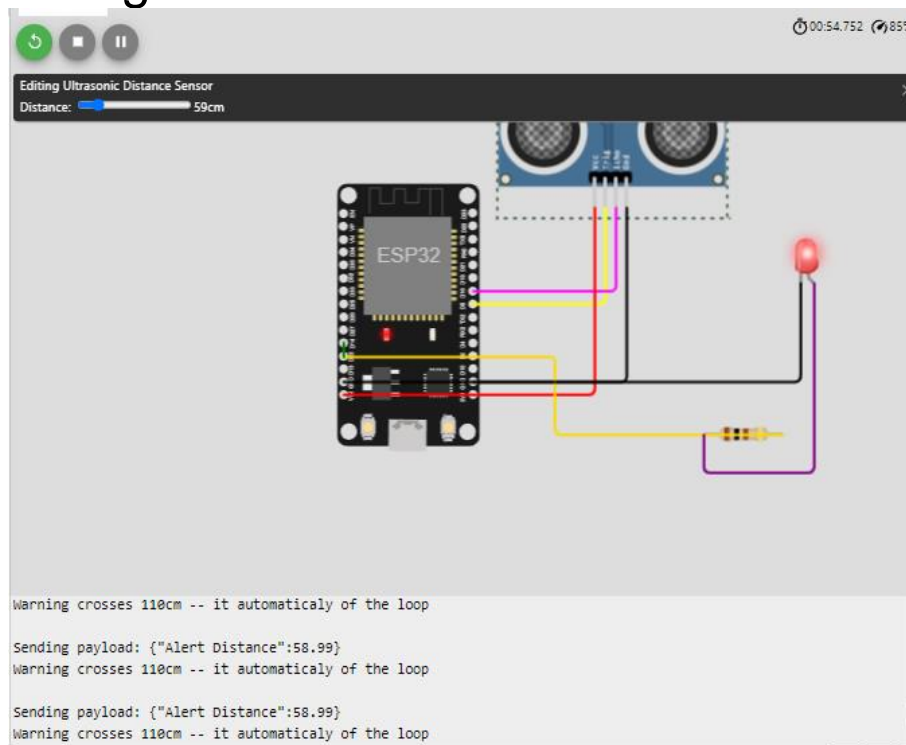 00:54.752 85%
Editing Ultrasonic Distance Sensor
Distance: 59cm
ESP32
Warning crosses 110cm -- it automaticaly of the loop
Sending payload: {"Alert Distance":58.99}
Warning crosses 110cm -- it automaticaly of the loop
Sending payload: {"Alert Distance":58.99}
Warning crosses 110cm -- it automaticaly of the loop